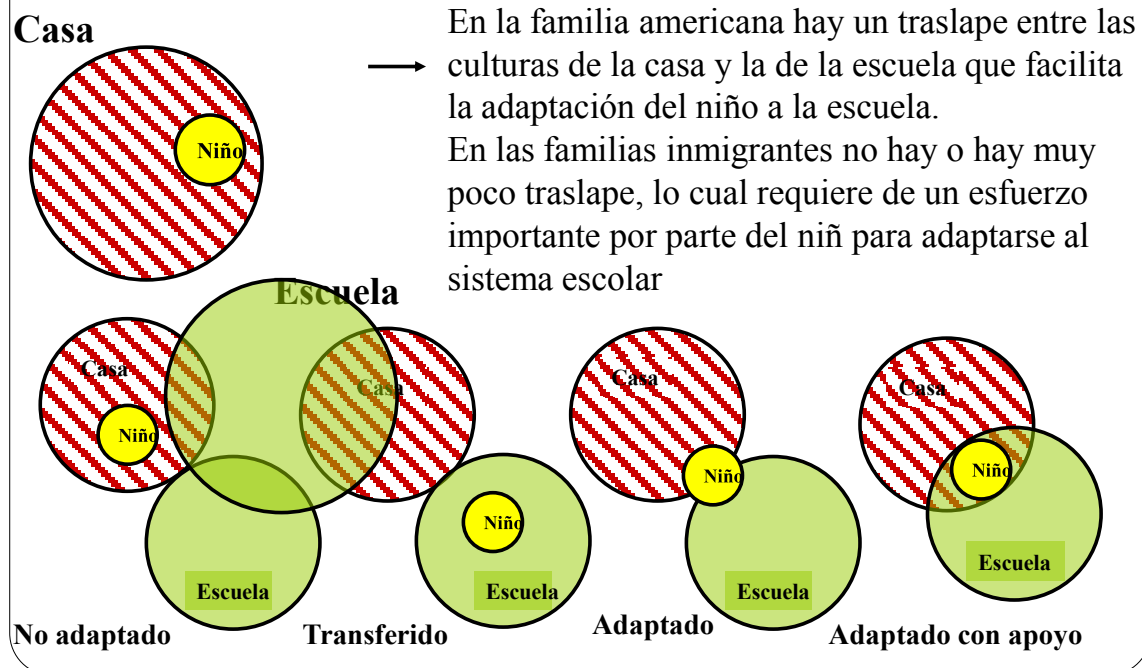 Casa
En la familia americana hay un traslape entre las
culturas de la casa y la de la escuela que facilita
la adaptación del niño a la escuela.
En las familias inmigrantes no hay o hay muy
poco traslape, lo cual requiere de un esfuerzo
importante por parte del niñ para adaptarse al
sistema escolar
Niño
Escuela
Casa
Niño
Escuela
No adaptado
Casa
Niño
Escuela
Transferido
Casa
Niño
Escuela
Adaptado
Casa
Niño
Escuela
Adaptado con apoyo